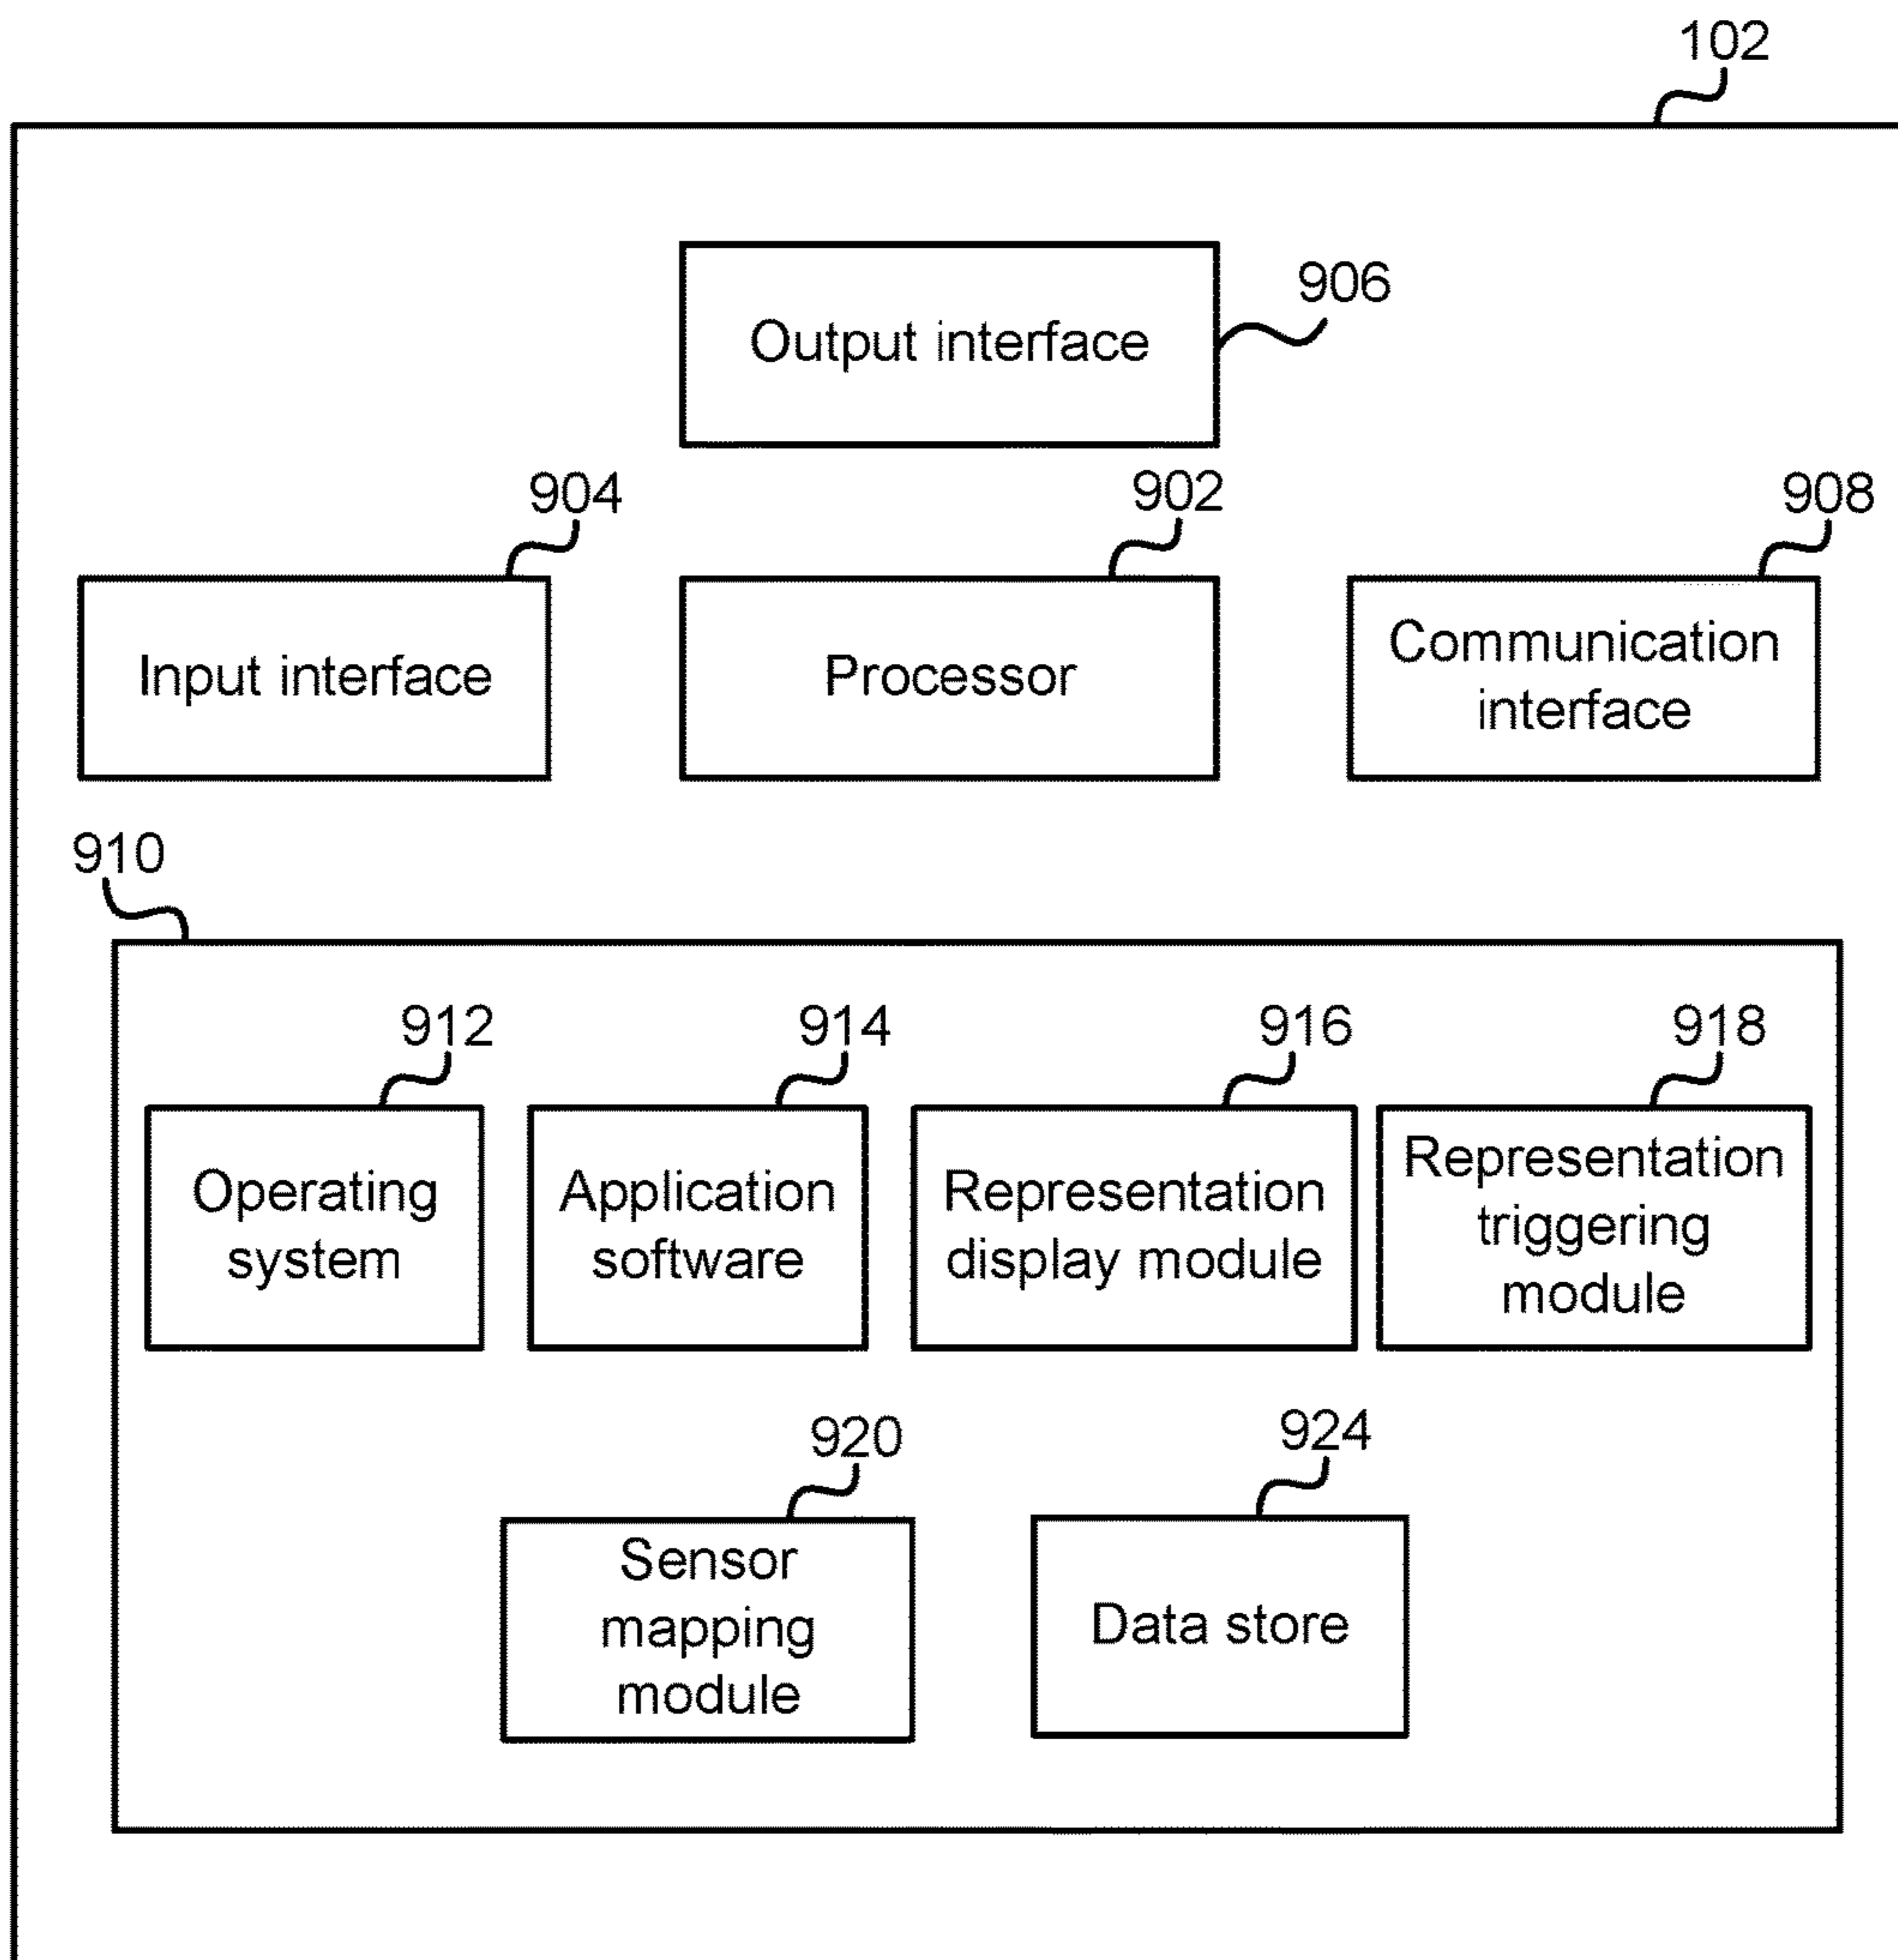 102
906
Output interface
904
902
908
Input interface
Processor
Communication
interface
910
912
914
916
918
Operating
system
Application
software
Representation
display module
Representation
triggering
module
920
924
Sensor
mapping
module
Data store